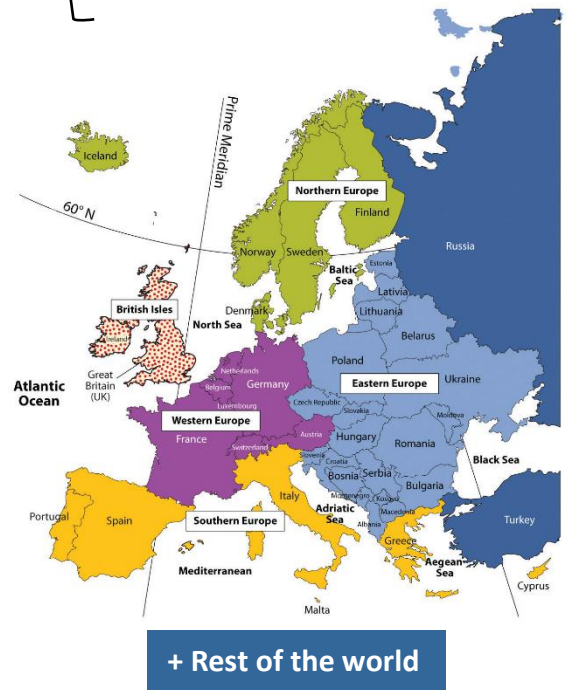 Iceland
Prime Meridian
60° N
Northern Europe
Finland
Norway
Sweden
Russia
Baltic
Sea
Estonia
Lativia
Lithuania
Denmark
North Sea
British Isles
Ireland
Great
Britain
(UK)
Belarus
Poland
Netherlands
Belgium
Germany
Eastern Europe
Ukraine
Atlantic
Ocean
Luxembourg
Czech Republic
Slovakia
Moldova
Western Europe
France
Austria
Switzerland
Hungary
Romania
Slovenia
Croatia
Bosnia
Serbia
Black Sea
Bulgaria
Montenegro
Kosovo
Macedonia
Albania
Italy
Adriatic
Sea
Portugal
Spain
Southern Europe
Turkey
Greece
Aegean
Sea
Mediterranean
Cyprus
Malta
+ Rest of the world